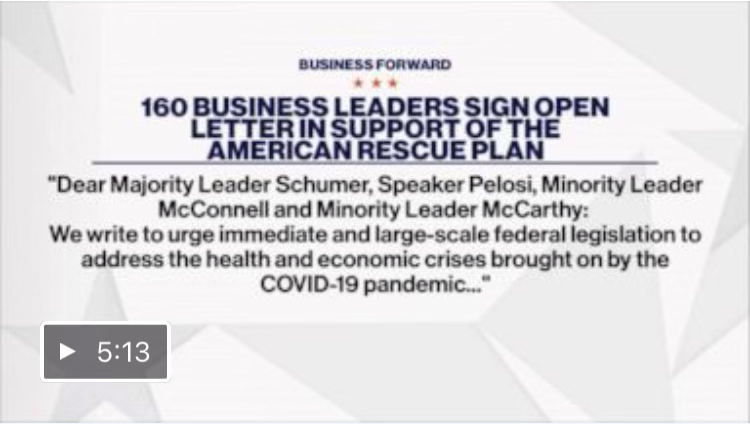 BUSINESS FORWARD
160 BUSINESS LEADERS SIGN OPEN
LETTER IN SUPPORT OF THE
AMERICAN RESCUE PLAN
"Dear Majority Leader Schumer, Speaker Pelosi, Minority Leader
McConnell and Minority Leader McCarthy:
We write to urge immediate and large-scale federal legislation to
address the health and economic crises brought on by the
COVID-19 pandemic..."
5:13